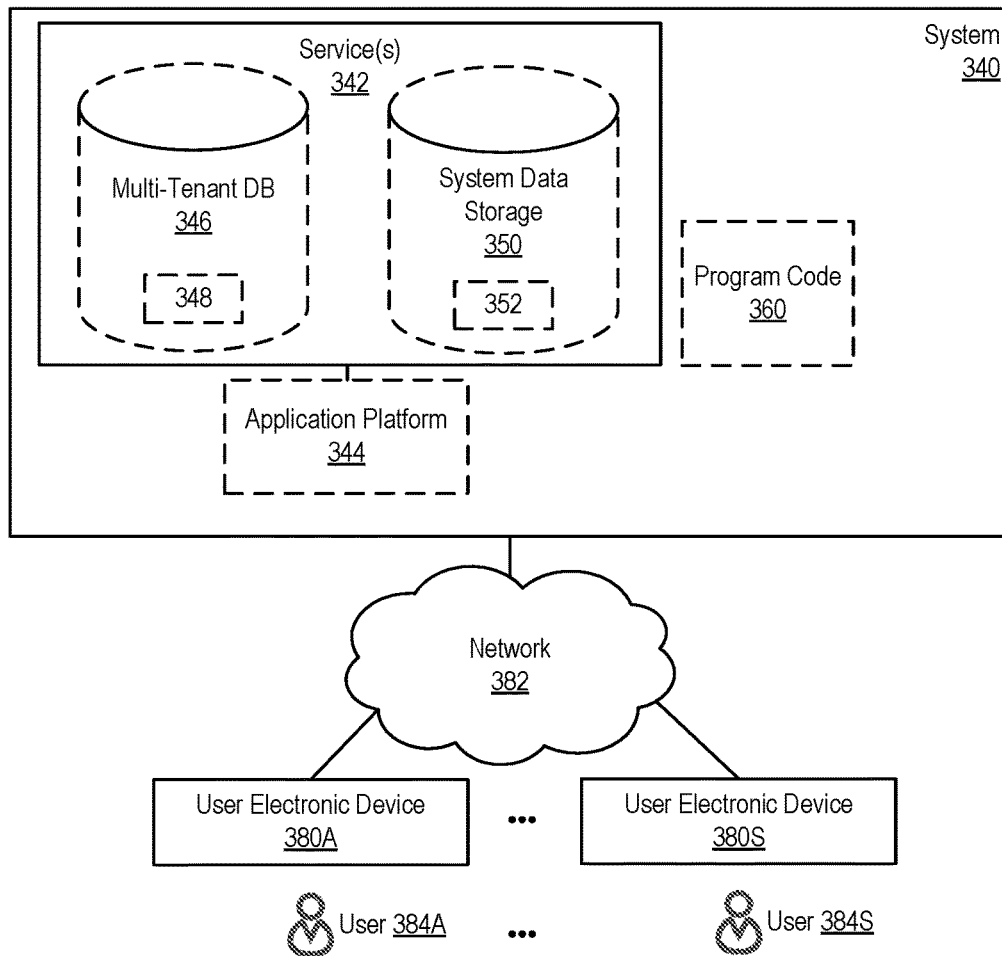 System
340
Service(s)
342
Multi-Tenant DB
346
348
System Data
Storage
350
352
Program Code
360
Application Platform
344
Network
382
User Electronic Device
380A
•••
User Electronic Device
380S
User 384A
•••
User 384S